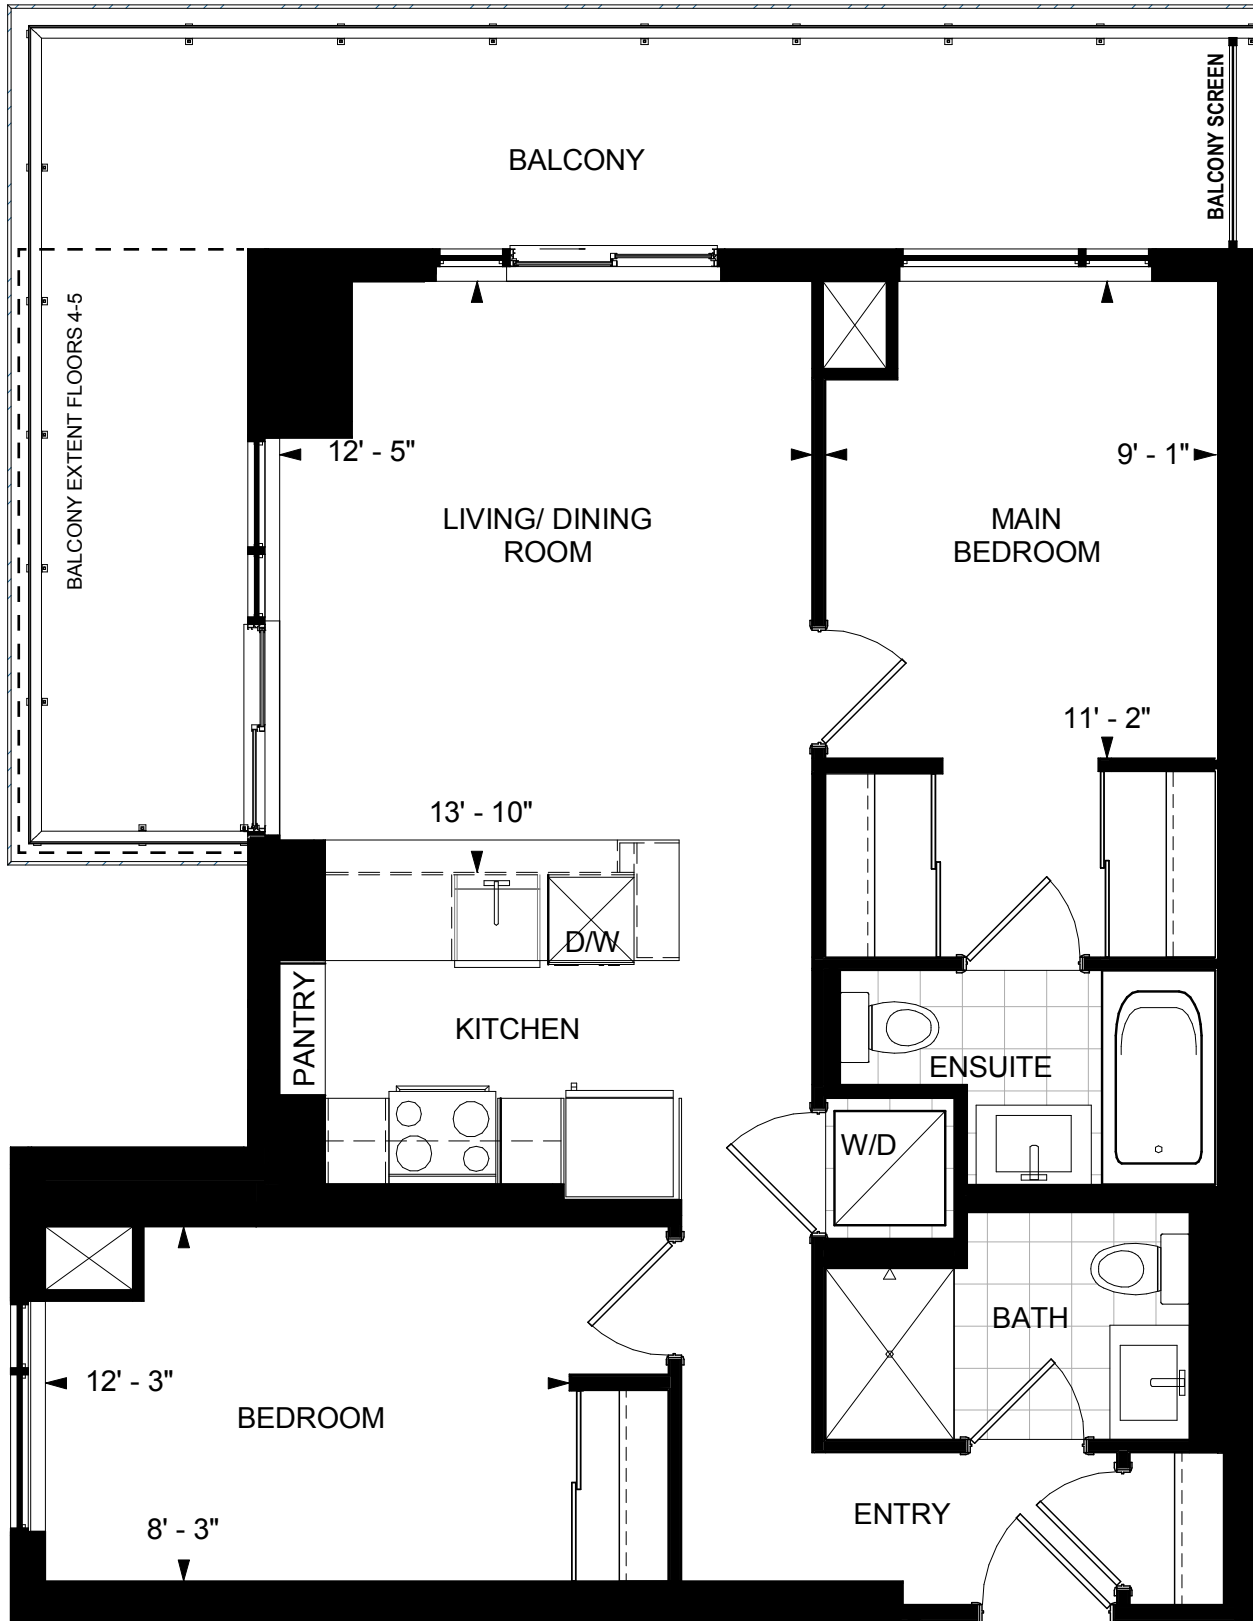 BALCONY
BALCONY SCREEN
BALCONY EXTENT FLOORS 4-5
12' - 5"
9' - 1"
LIVING/ DINING
ROOM
MAIN
BEDROOM
11' - 2"
13' - 10"
D/W
PANTRY
KITCHEN
ENSUITE
W/D
BATH
12' - 3"
BEDROOM
ENTRY
8' - 3"